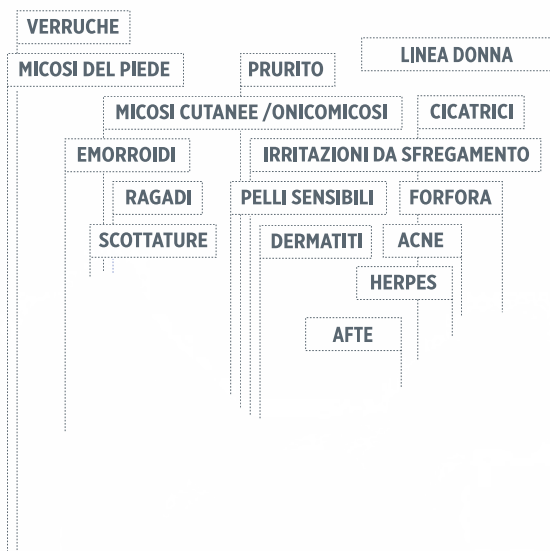 VERRUCHE
LINEA DONNA
MICOSI DEL PIEDE
PRURITO
MICOSI CUTANEE /ONICOMICOSI
CICATRICI
EMORROIDI
IRRITAZIONI DA SFREGAMENTO
RAGADI
PELLI SENSIBILI
FORFORA
SCOTTATURE
DERMATITI
ACNE
HERPES
AFTE